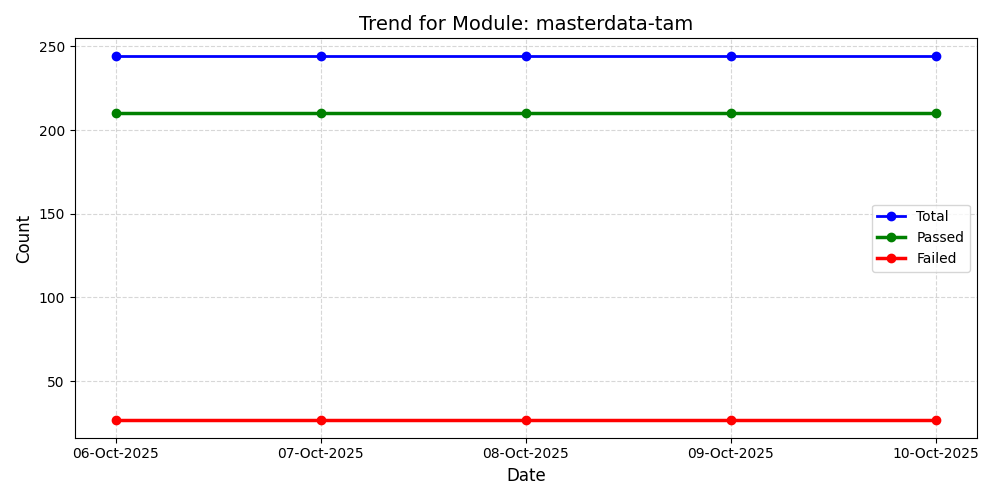 Trend for Module: masterdata-tam
Count
250
200
150
100
50
Total
Passed
Failed
06-Oct-2025
07-Oct-2025
08-Oct-2025
09-Oct-2025
10-Oct-2025
Date